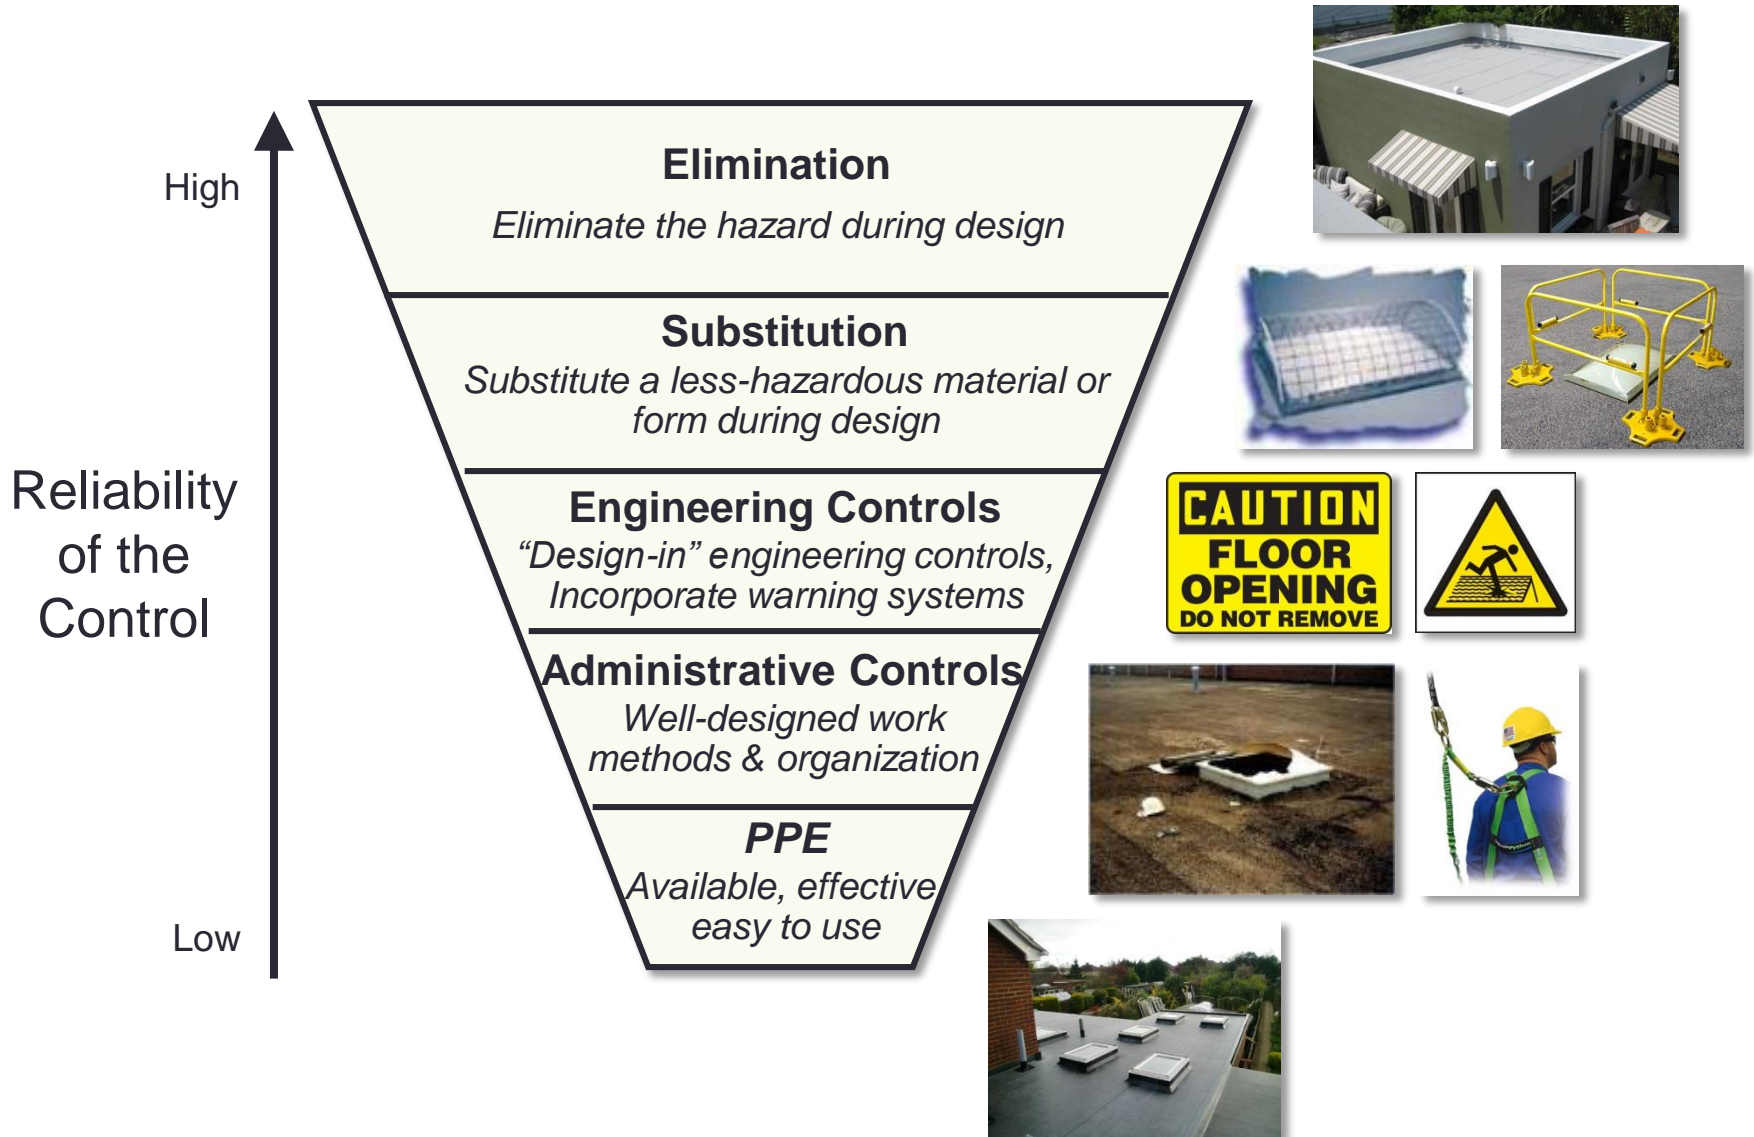 High
Reliability
of the
Control
Low
Elimination
Eliminate the hazard during design
Substitution
Substitute a less-hazardous material or
form during design
Engineering Controls
“Design-in” engineering controls,
Incorporate warning systems
Administrative Controls
Well-designed work
methods & organization
PPE
Available, effective
easy to use
CAUTION
FLOOR
OPENING
DO NOT REMOVE